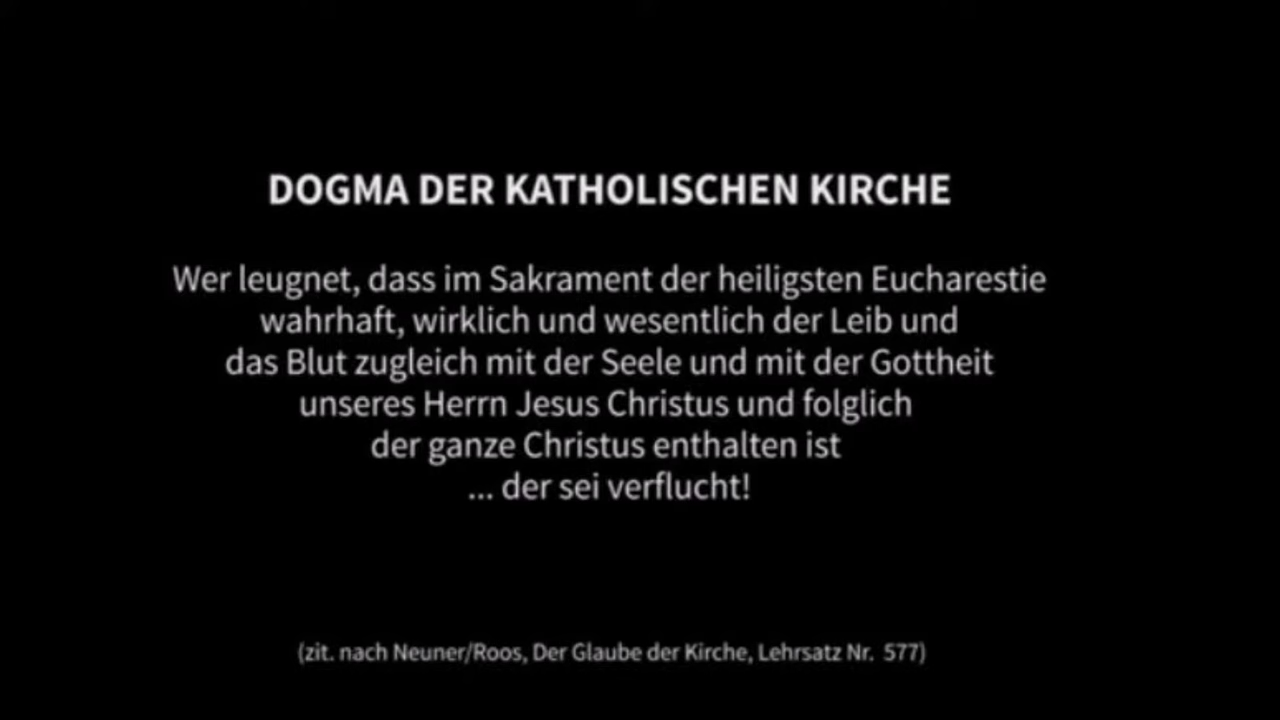 DOGMA DER KATHOLISCHEN KIRCHE
Wer leugnet, dass im Sakrament der heiligsten Eucharestie
wahrhaft, wirklich und wesentlich der Leib und
das Blut zugleich mit der Seele und mit der Gottheit
unseres Herrn Jesus Christus und folglich
der ganze Christus enthalten ist
... der sei verflucht!
(zit. nach Neuner/Roos, Der Glaube der Kirche, Lehrsatz Nr. 577)